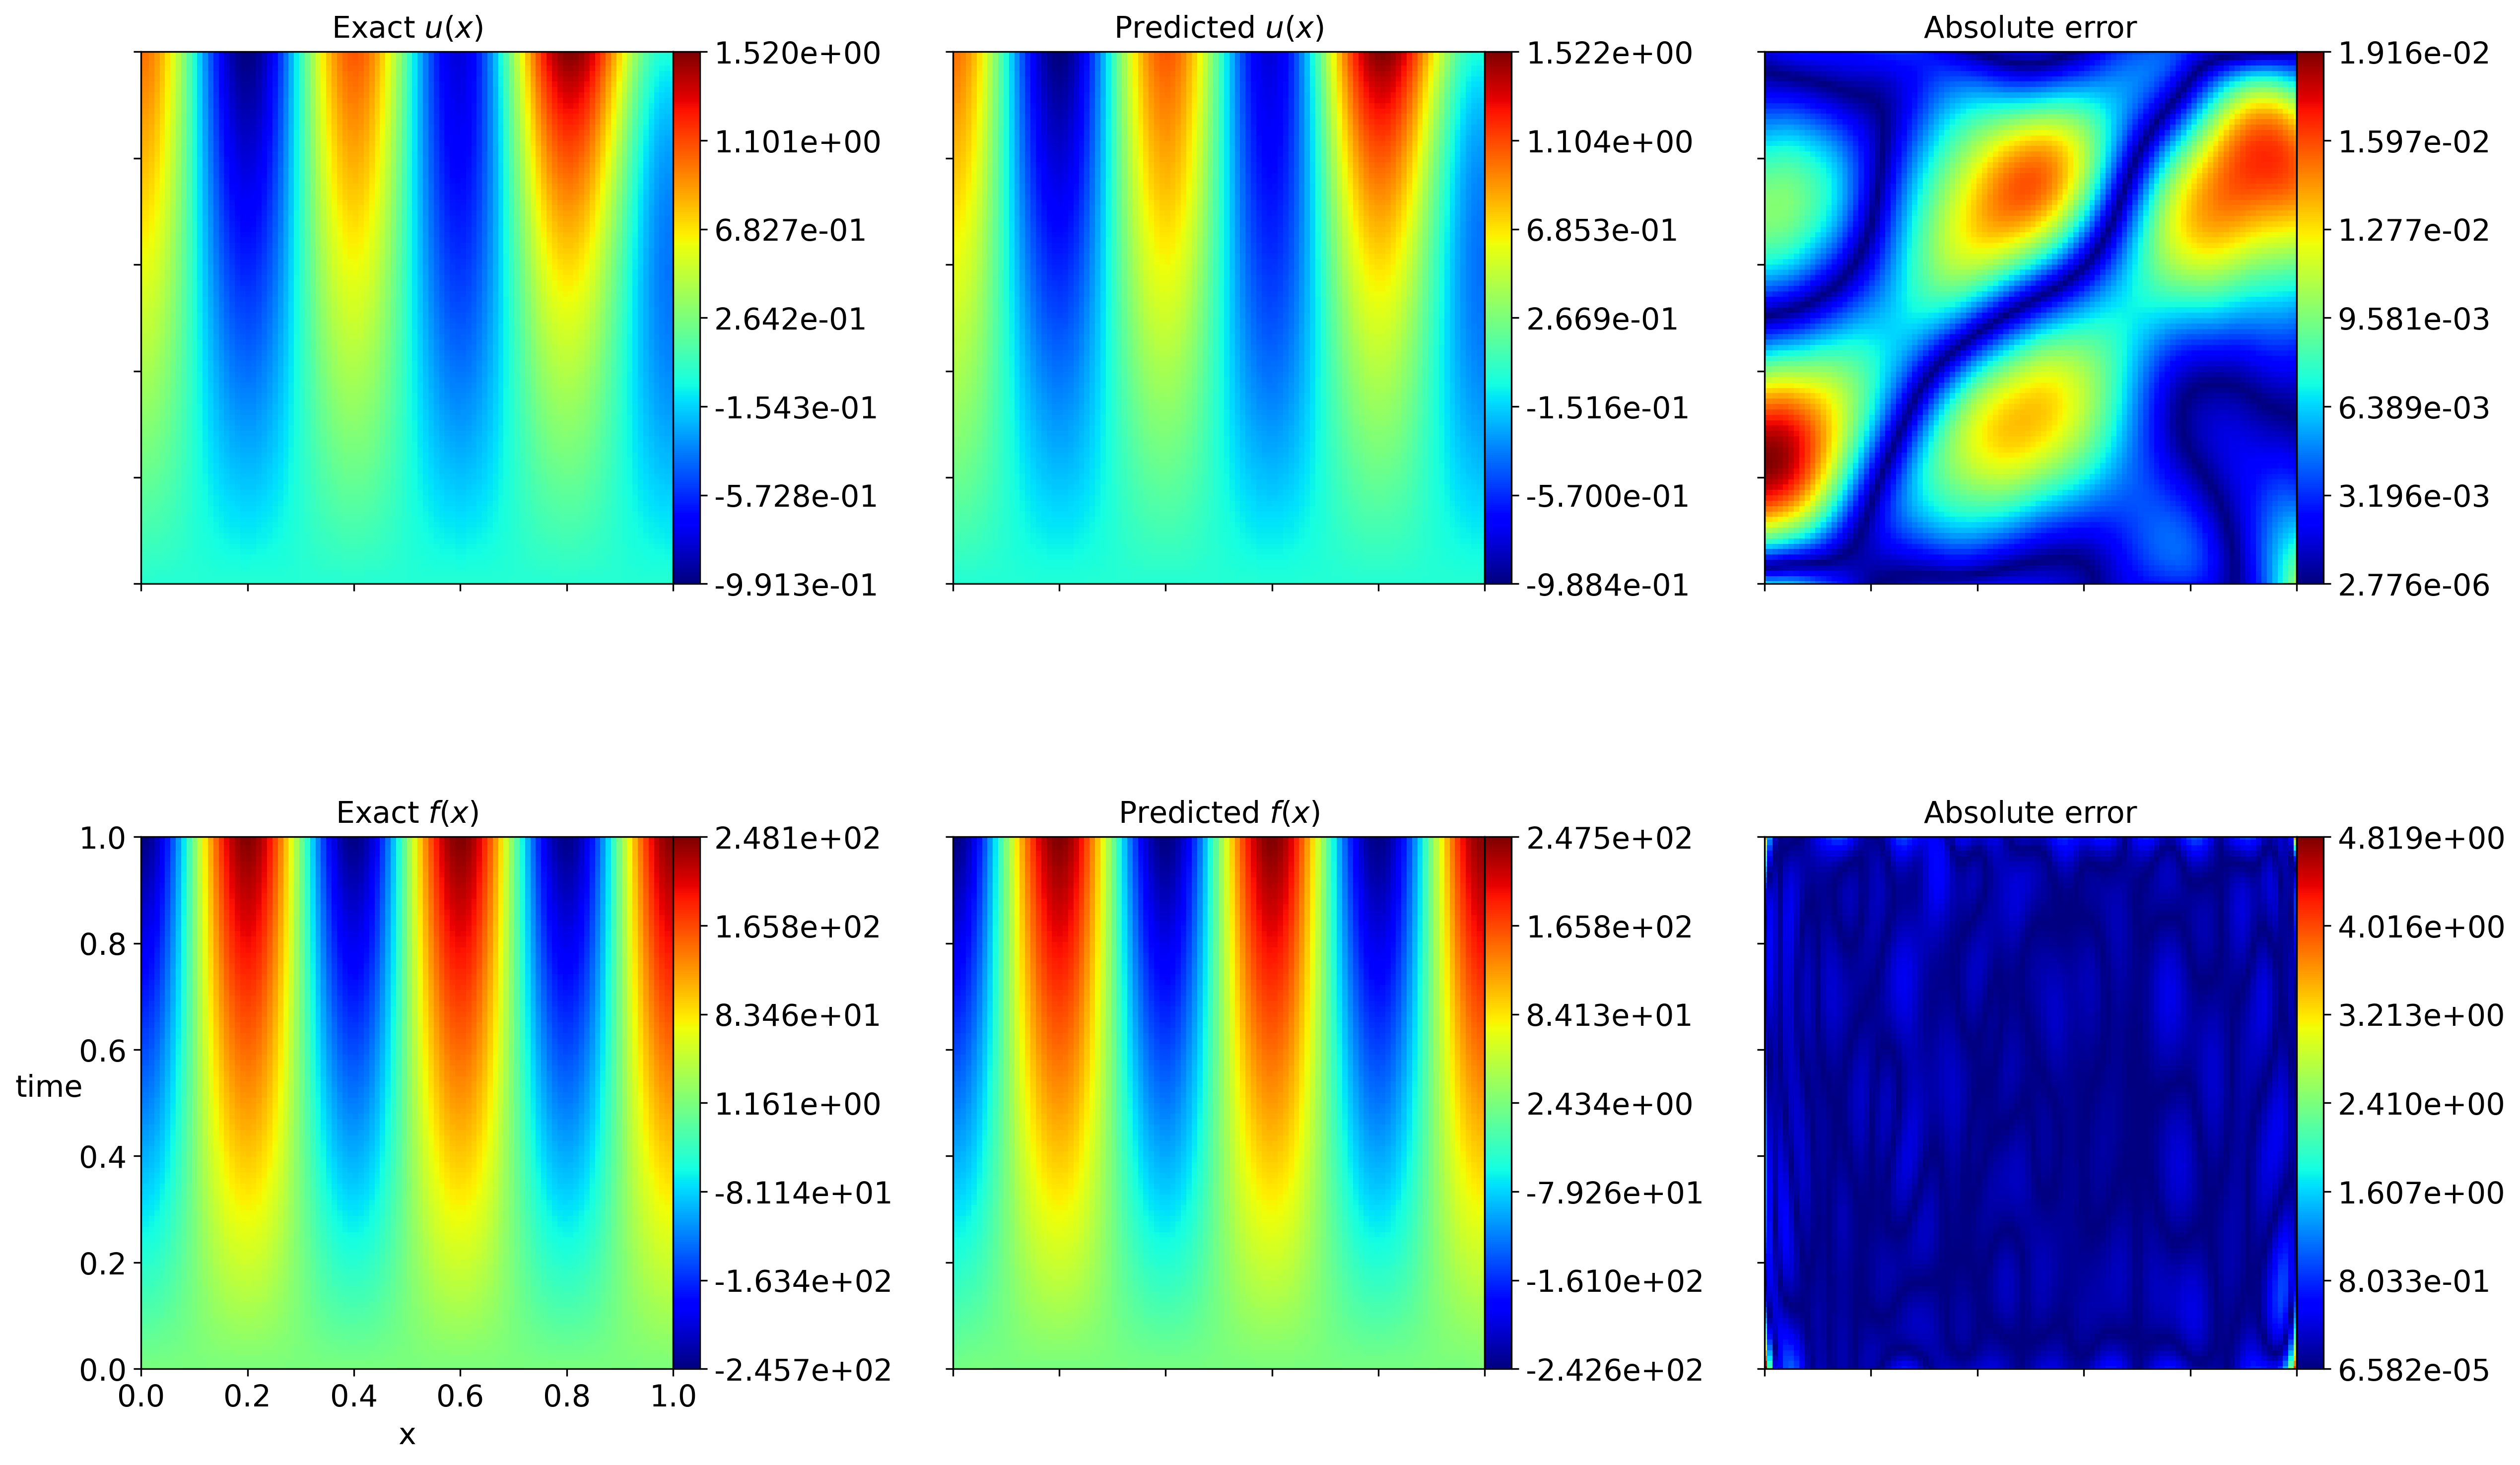 Exact u(x)
1.520e+00
1.101e+00
6.827e-01
2.642e-01
-1.543e-01
-5.728e-01
-9.913e-01
Predicted u(x)
1.522e+00
1.104e+00
6.853e-01
2.669e-01
-1.516e-01
-5.700e-01
-9.884e-01
Absolute error
1.916e-02
1.597e-02
1.277e-02
9.581e-03
6.389e-03
3.196e-03
2.776e-06
Exact f(x)
time
1.0
0.8
0.6
0.4
0.2
0.0
0.0 0.2 0.4 0.6 0.8 1.0
x
2.481e+02
1.658e+02
8.346e+01
1.161e+00
-8.114e+01
-1.634e+02
-2.457e+02
Predicted f(x)
2.475e+02
1.658e+02
8.413e+01
2.434e+00
-7.926e+01
-1.610e+02
-2.426e+02
Absolute error
4.819e+00
4.016e+00
3.213e+00
2.410e+00
1.607e+00
8.033e-01
6.582e-05